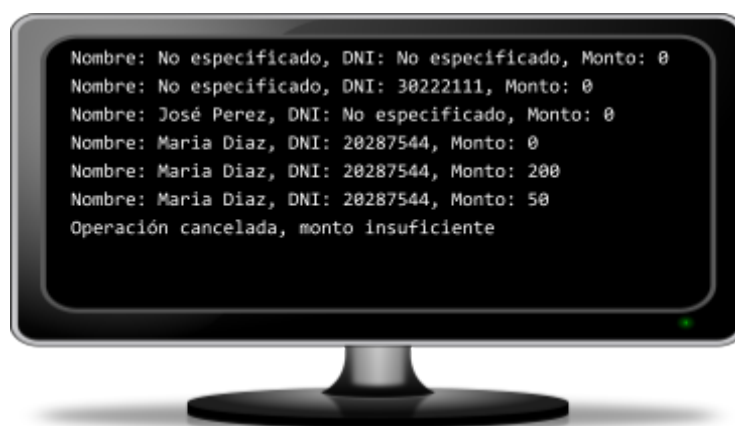 Nombre: No especificado, DNI: No especificado, Monto: 0
Nombre: No especificado, DNI: 30222111, Monto: 0
Nombre: José Perez, DNI: No especificado, Monto: 0
Nombre: Maria Diaz, DNI: 20287544, Monto: 0
Nombre: Maria Diaz, DNI: 20287544, Monto: 200
Nombre: Maria Diaz, DNI: 20287544, Monto: 50
Operación cancelada, monto insuficiente